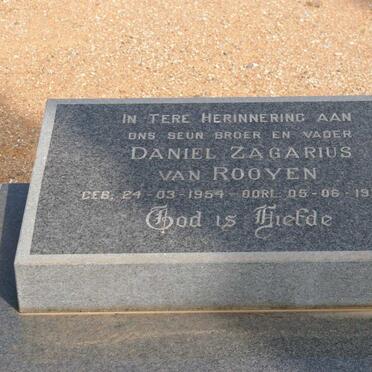 In Tere Herinnering Aan
ons seun broer en vader
Daniel Zagarius
van Rooyen
Geb. 24-03-1954 - Oorl. 05-06-19
God is Liefde